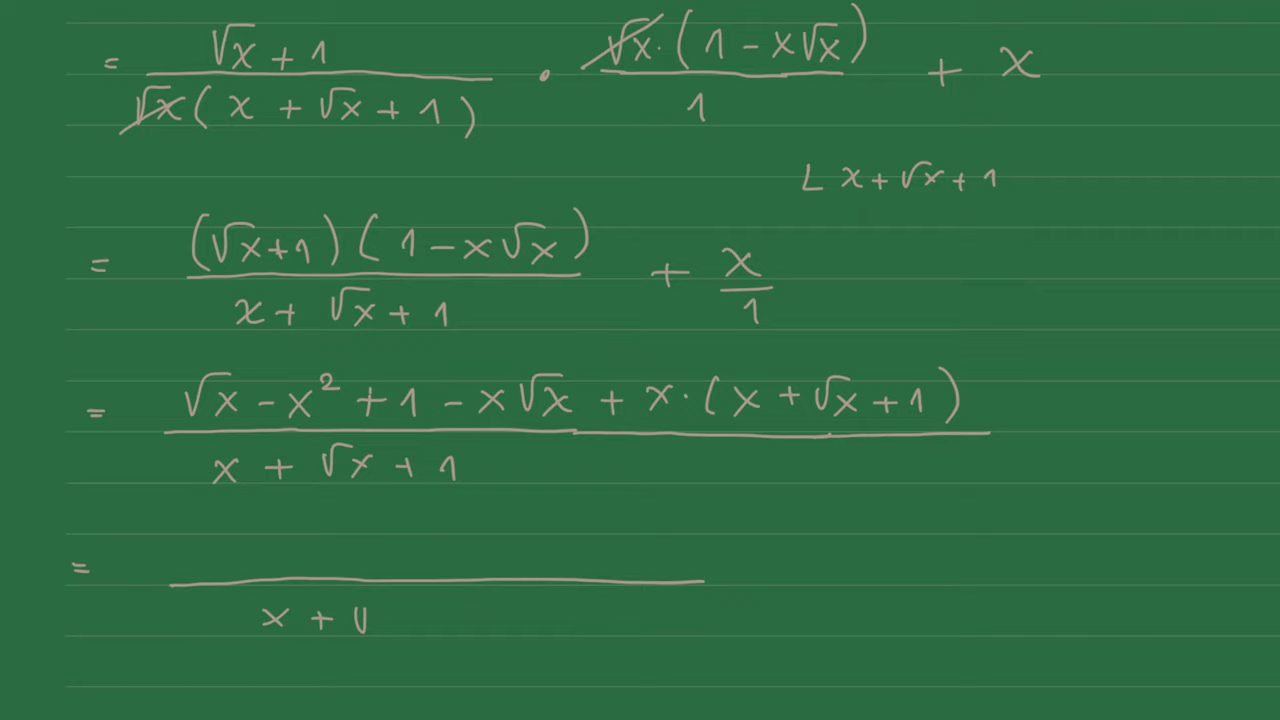 = (√x + 1) / (√x (x + √x + 1)) · (√x · (1 - x√x)) / 1 + x
L x + √x + 1
= ((√x+1) (1 - x√x)) / (x + √x + 1) + x / 1
= (√x - x² + 1 - x√x + x · (x + √x + 1)) / (x + √x + 1)
= / (x + √